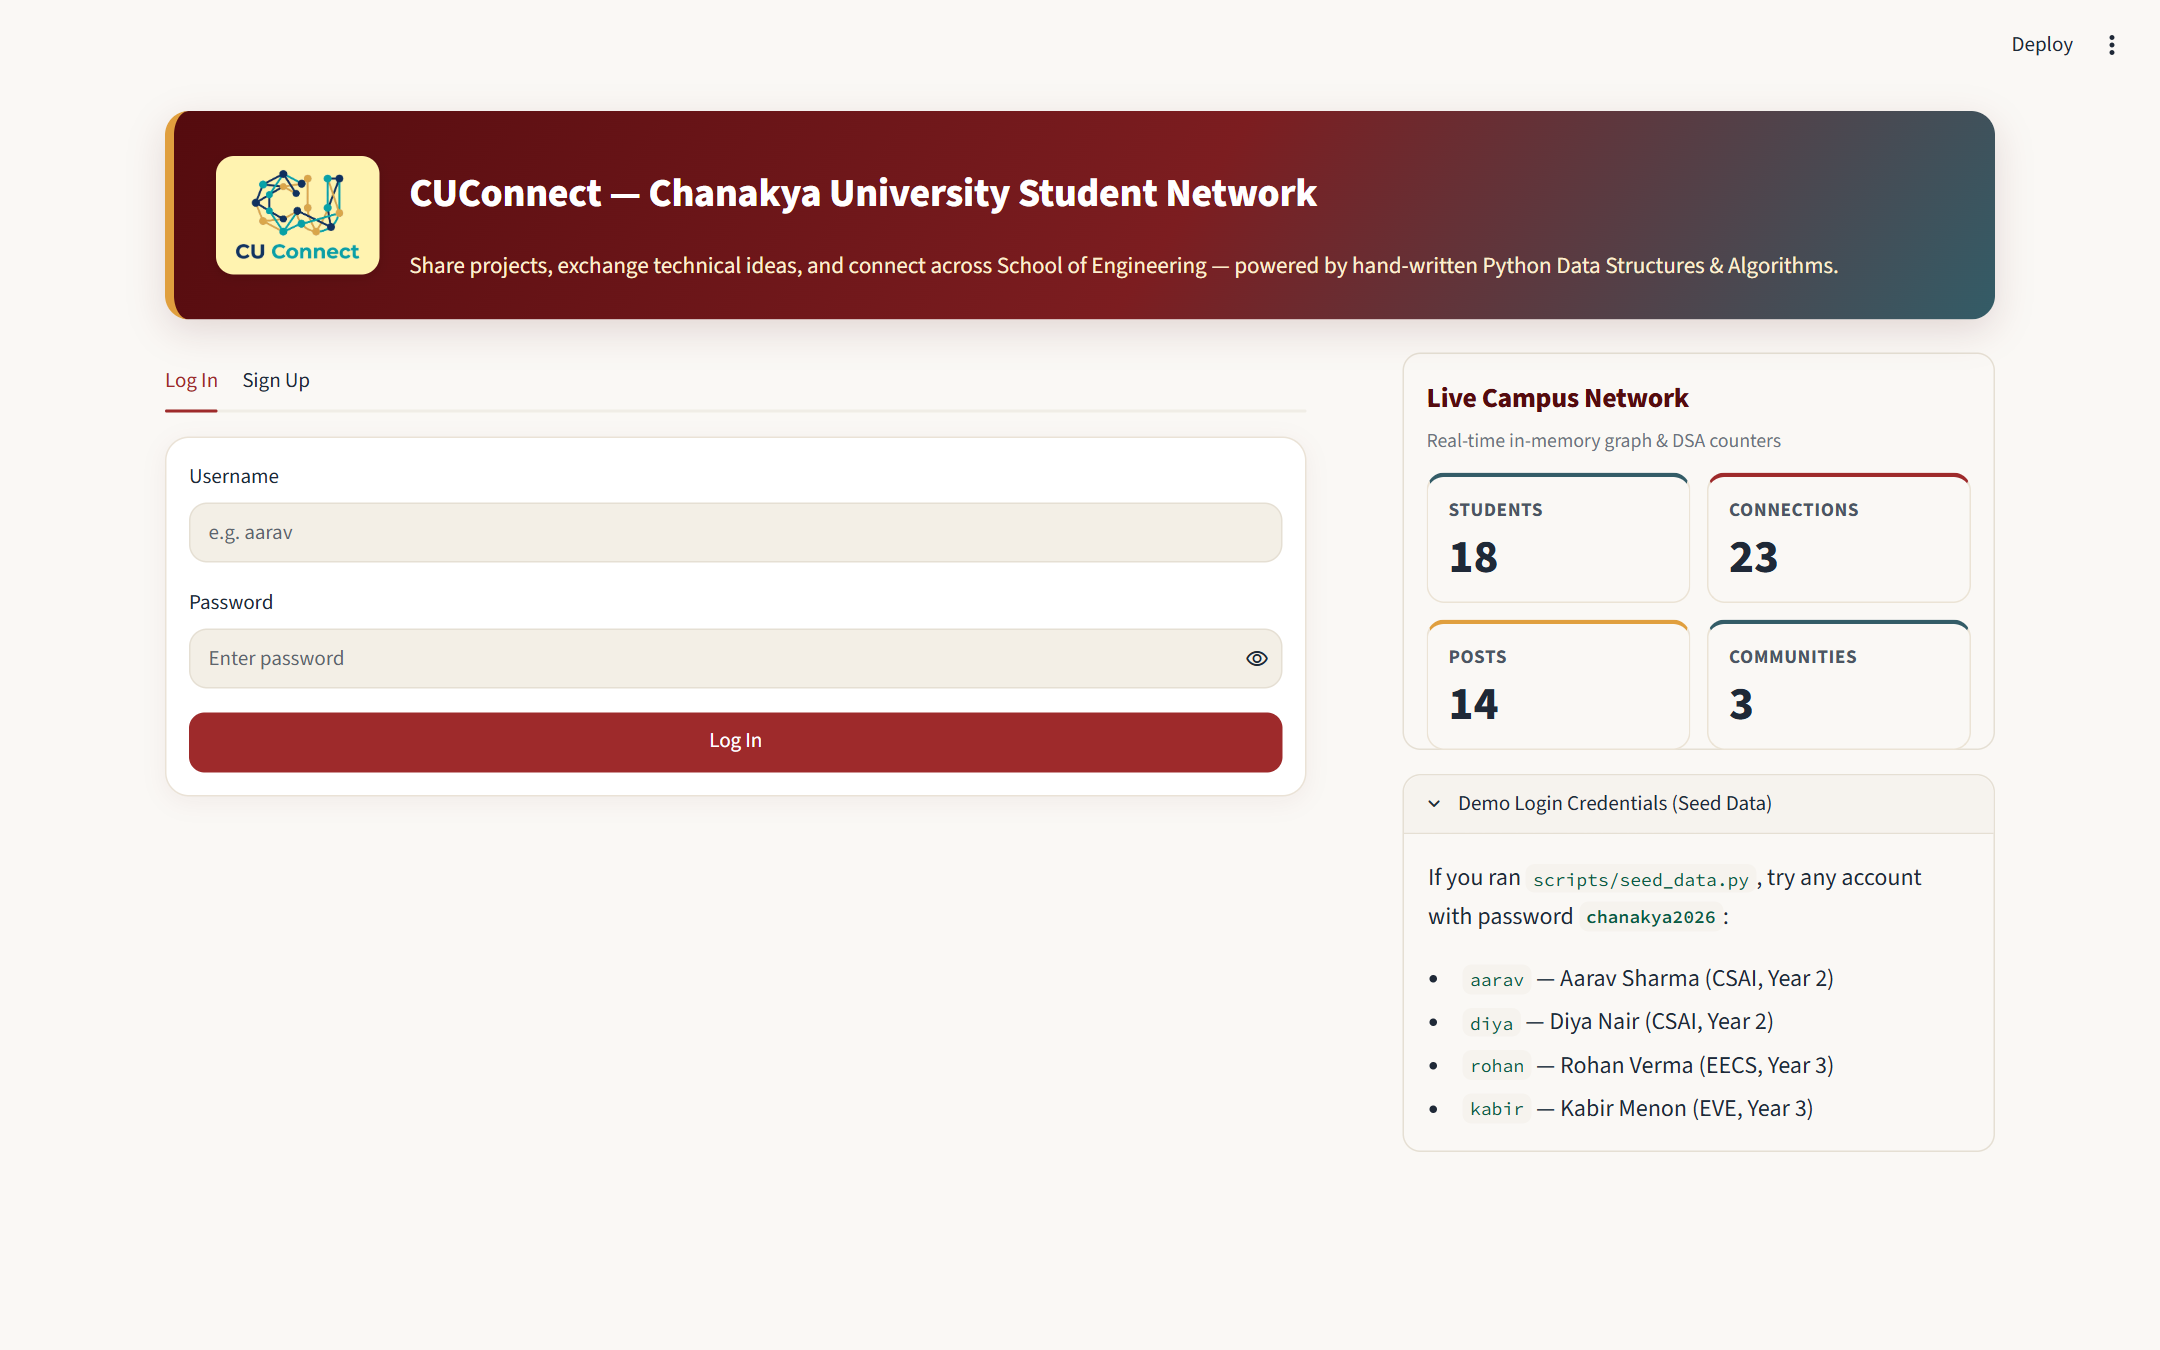 Deploy
CU Connect
CUConnect — Chanakya University Student Network
Share projects, exchange technical ideas, and connect across School of Engineering — powered by hand-written Python Data Structures & Algorithms.
Log In
Sign Up
Username
e.g. aarav
Password
Enter password
Log In
Live Campus Network
Real-time in-memory graph & DSA counters
STUDENTS
18
CONNECTIONS
23
POSTS
14
COMMUNITIES
3
Demo Login Credentials (Seed Data)
If you ran scripts/seed_data.py, try any account
with password chanakya2026:
• aarav — Aarav Sharma (CSAI, Year 2)
• diya — Diya Nair (CSAI, Year 2)
• rohan — Rohan Verma (EECS, Year 3)
• kabir — Kabir Menon (EVE, Year 3)